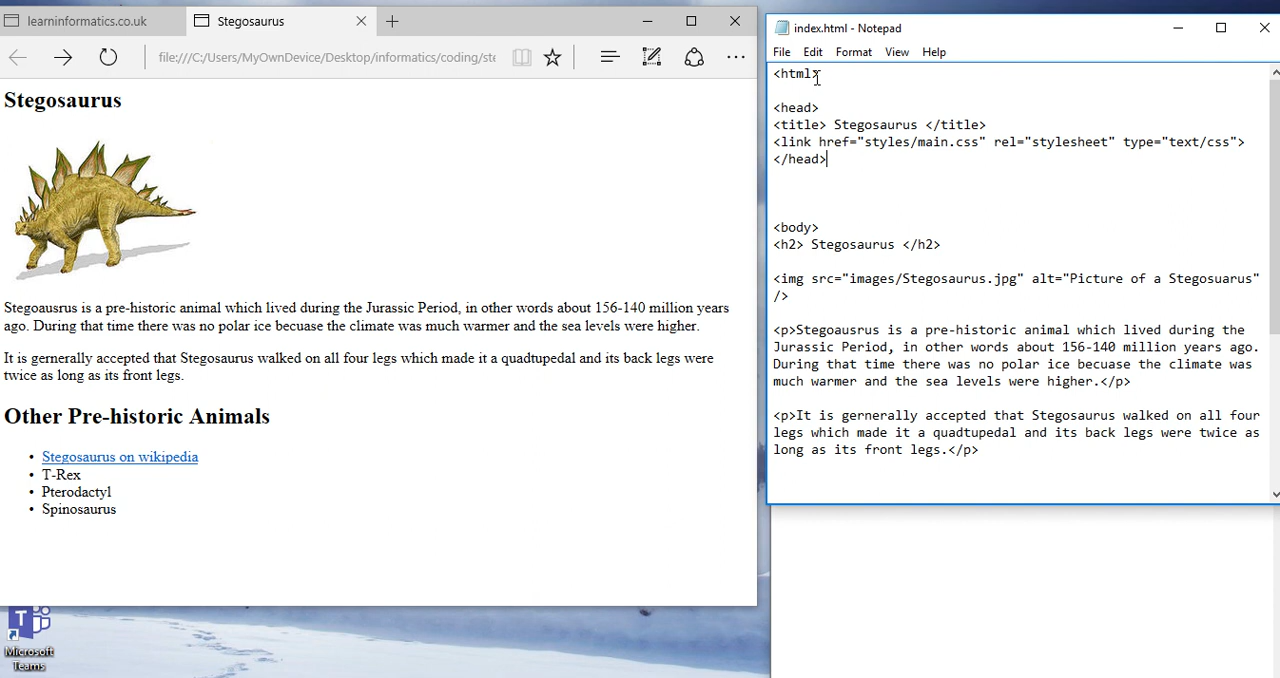 learninformatics.co.uk
Stegosaurus
file:///C:/Users/MyOwnDevice/Desktop/informatics/coding/ste
Stegosaurus
Stegoausrus is a pre-historic animal which lived during the Jurassic Period, in other words about 156-140 million years
ago. During that time there was no polar ice becuase the climate was much warmer and the sea levels were higher.
It is gernerally accepted that Stegosaurus walked on all four legs which made it a quadtupedal and its back legs were
twice as long as its front legs.
Other Pre-historic Animals
• Stegosaurus on wikipedia
• T-Rex
• Pterodactyl
• Spinosaurus
Microsoft
Teams
index.html - Notepad
File Edit Format View Help
<html>
<head>
<title> Stegosaurus </title>
<link href="styles/main.css" rel="stylesheet" type="text/css">
</head>
<body>
<h2> Stegosaurus </h2>
<img src="images/Stegosaurus.jpg" alt="Picture of a Stegosuarus"
/>
<p>Stegoausrus is a pre-historic animal which lived during the
Jurassic Period, in other words about 156-140 million years ago.
During that time there was no polar ice becuase the climate was
much warmer and the sea levels were higher.</p>
<p>It is gernerally accepted that Stegosaurus walked on all four
legs which made it a quadtupedal and its back legs were twice as
long as its front legs.</p>